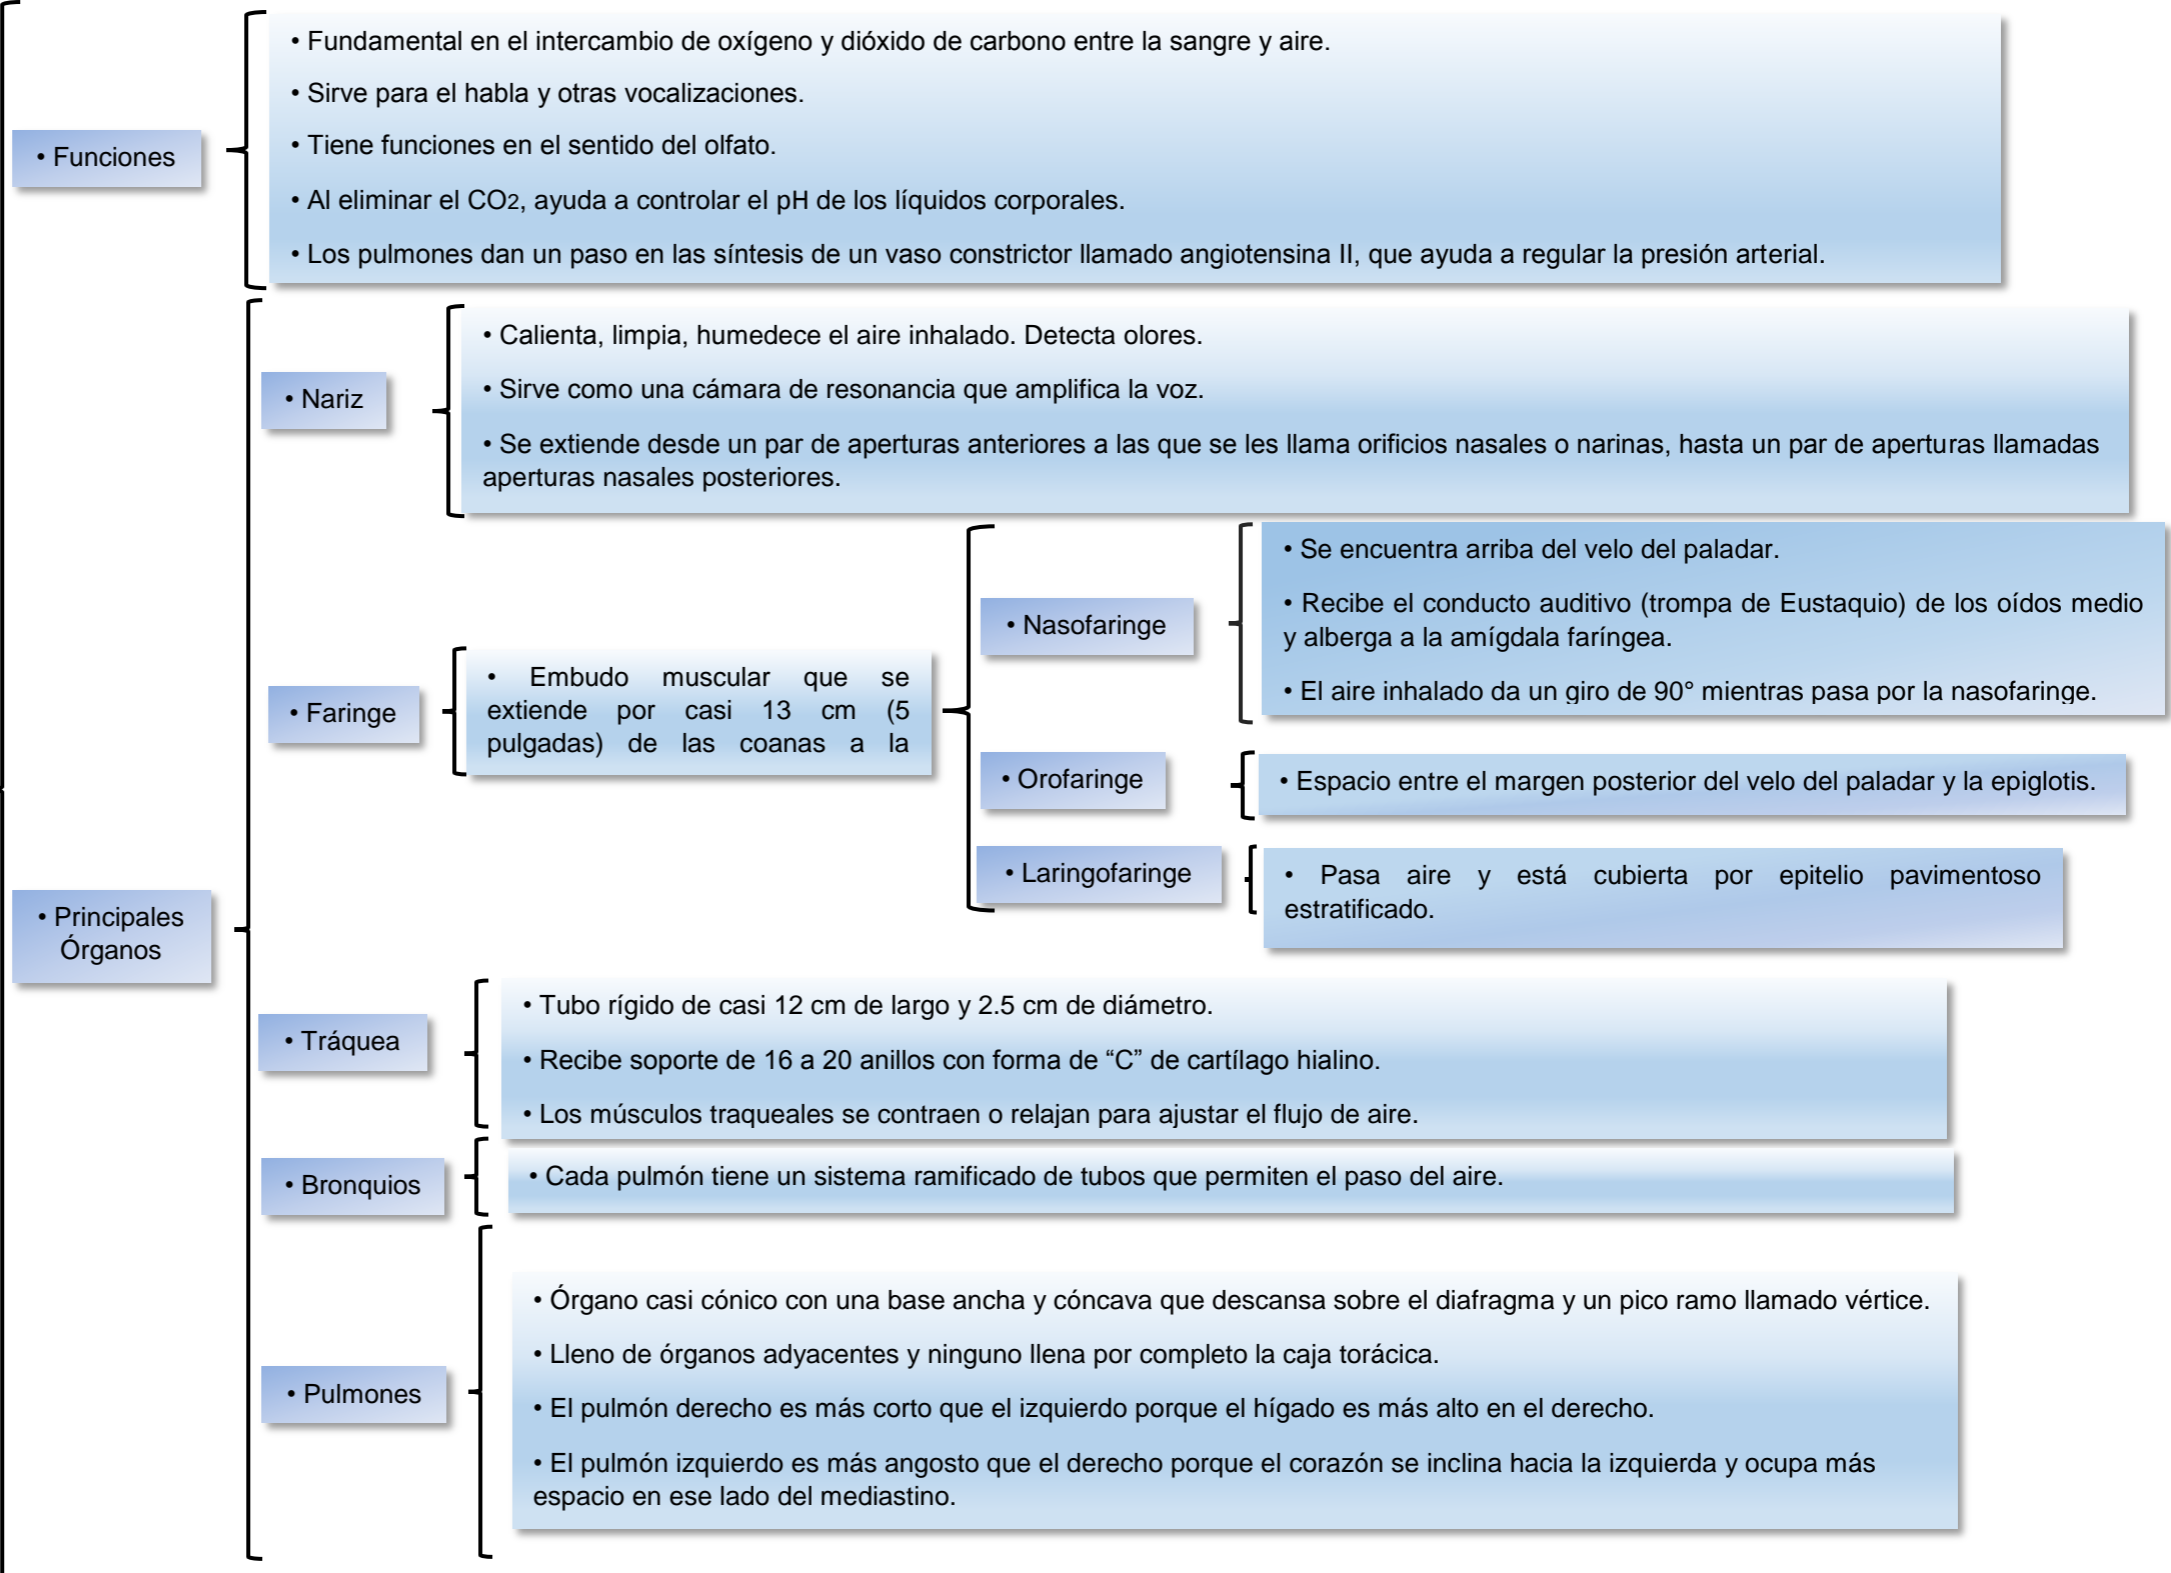 • Funciones
• Fundamental en el intercambio de oxígeno y dióxido de carbono entre la sangre y aire.
• Sirve para el habla y otras vocalizaciones.
• Tiene funciones en el sentido del olfato.
• Al eliminar el CO2, ayuda a controlar el pH de los líquidos corporales.
• Los pulmones dan un paso en las síntesis de un vaso constrictor llamado angiotensina II, que ayuda a regular la presión arterial.
• Principales
Órganos
• Nariz
• Calienta, limpia, humedece el aire inhalado. Detecta olores.
• Sirve como una cámara de resonancia que amplifica la voz.
• Se extiende desde un par de aperturas anteriores a las que se les llama orificios nasales o narinas, hasta un par de aperturas llamadas
aperturas nasales posteriores.
• Faringe
• Embudo muscular que se
extiende por casi 13 cm (5
pulgadas) de las coanas a la
• Nasofaringe
• Se encuentra arriba del velo del paladar.
• Recibe el conducto auditivo (trompa de Eustaquio) de los oídos medio
y alberga a la amígdala faríngea.
• El aire inhalado da un giro de 90° mientras pasa por la nasofaringe.
• Orofaringe
• Espacio entre el margen posterior del velo del paladar y la epiglotis.
• Laringofaringe
• Pasa aire y está cubierta por epitelio pavimentoso
estratificado.
• Tráquea
• Tubo rígido de casi 12 cm de largo y 2.5 cm de diámetro.
• Recibe soporte de 16 a 20 anillos con forma de “C” de cartílago hialino.
• Los músculos traqueales se contraen o relajan para ajustar el flujo de aire.
• Bronquios
• Cada pulmón tiene un sistema ramificado de tubos que permiten el paso del aire.
• Pulmones
• Órgano casi cónico con una base ancha y cóncava que descansa sobre el diafragma y un pico ramo llamado vértice.
• Lleno de órganos adyacentes y ninguno llena por completo la caja torácica.
• El pulmón derecho es más corto que el izquierdo porque el hígado es más alto en el derecho.
• El pulmón izquierdo es más angosto que el derecho porque el corazón se inclina hacia la izquierda y ocupa más
espacio en ese lado del mediastino.